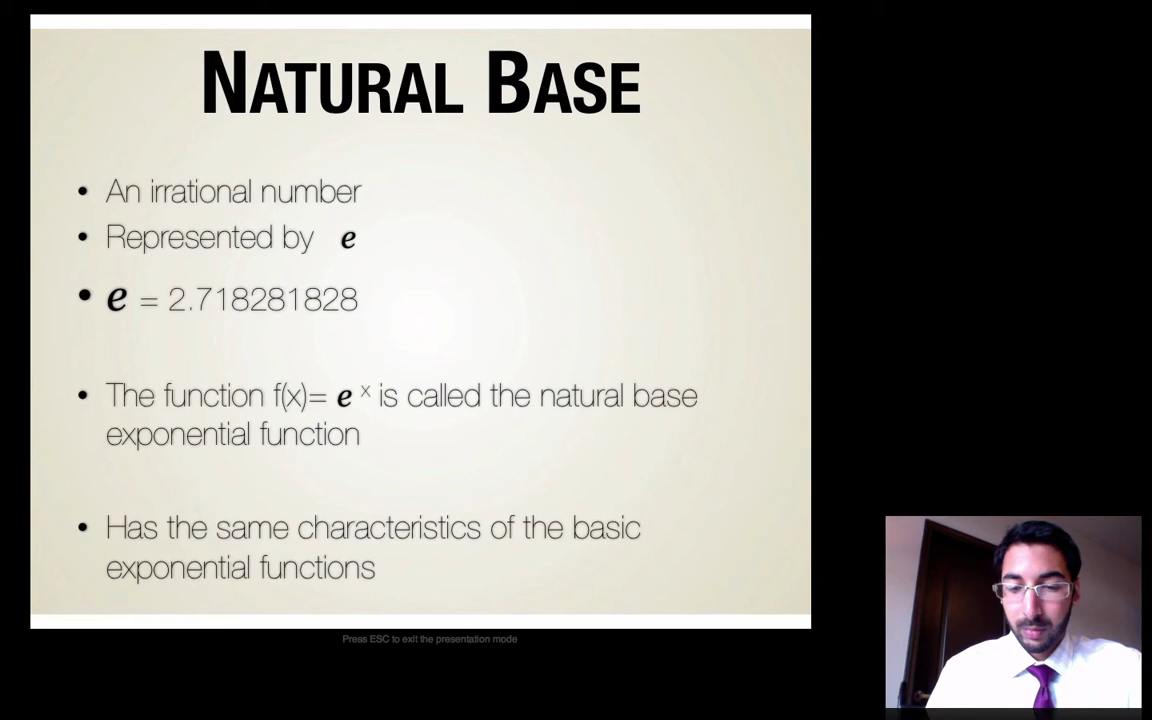 NATURAL BASE
• An irrational number
• Represented by e
• e = 2.718281828
• The function f(x)= e ˣ is called the natural base
exponential function
• Has the same characteristics of the basic
exponential functions
Press ESC to exit the presentation mode